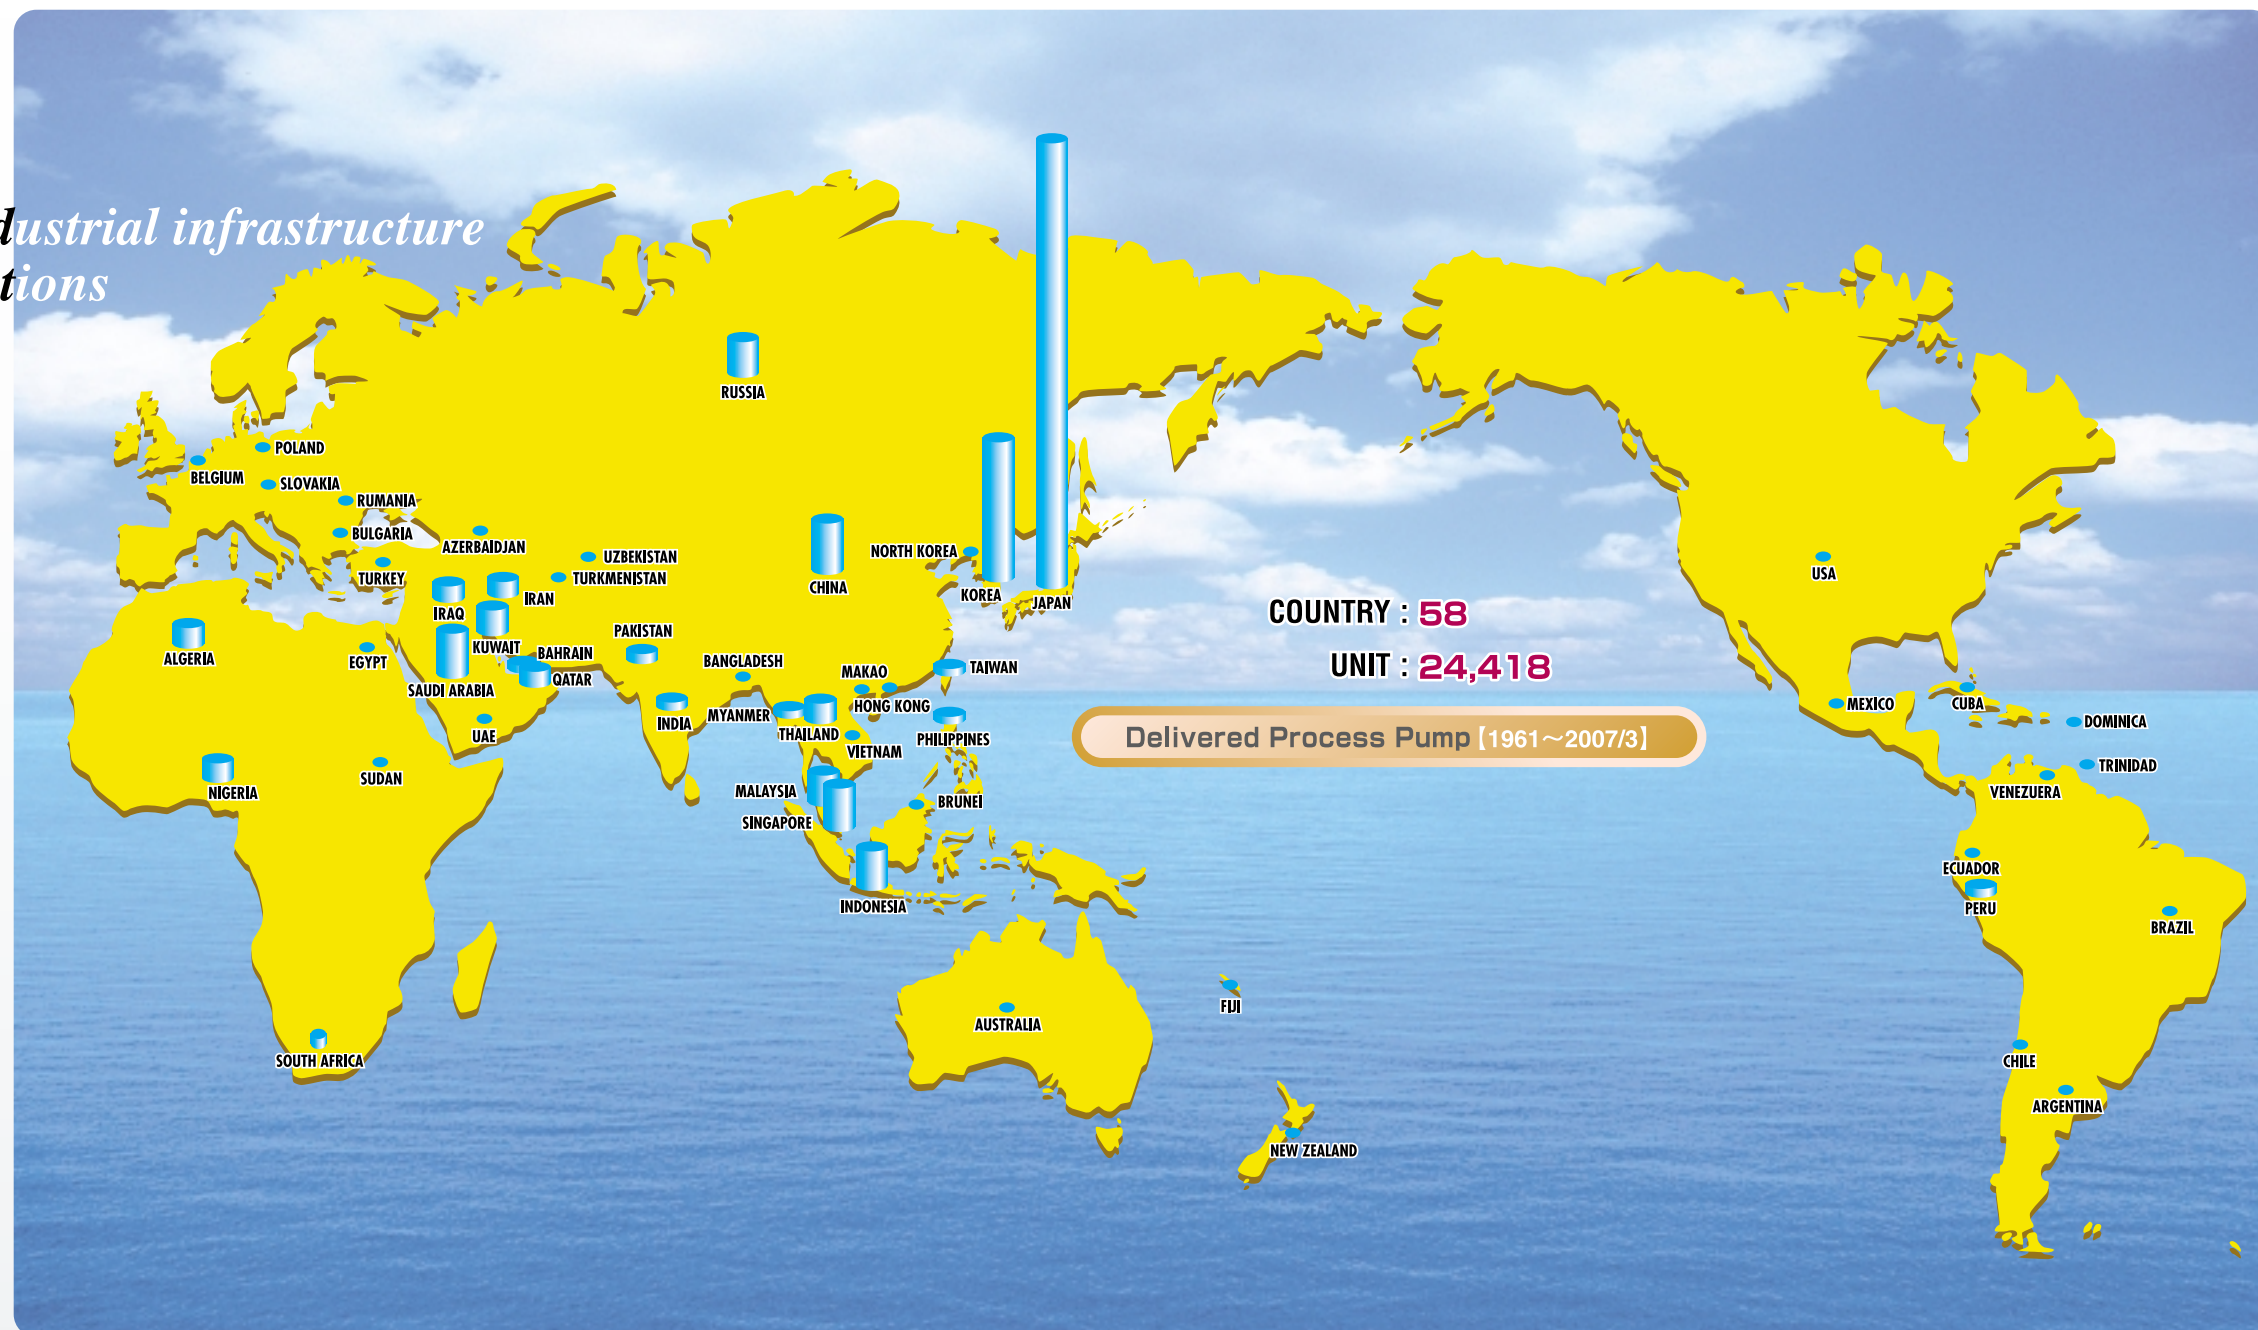 dustrial infrastructure
tions
RUSSIA
POLAND
BELGIUM
SLOVAKIA
RUMANIA
BULGARIA
AZERBAIDJAN
UZBEKISTAN
NORTH KOREA
TURKEY
TURKMENISTAN
CHINA
USA
KOREA
JAPAN
IRAN
IRAQ
COUNTRY : 58
PAKISTAN
KUWAIT
BAHRAIN
ALGERIA
EGYPT
BANGLADESH
UNIT : 24,418
TAIWAN
MAKAO
QATAR
SAUDI ARABIA
HONG KONG
MEXICO
CUBA
MYANMER
INDIA
DOMINICA
UAE
THAILAND
PHILIPPINES
Delivered Process Pump【1961～2007/3】
VIETNAM
TRINIDAD
SUDAN
NIGERIA
MALAYSIA
VENEZUERA
BRUNEI
SINGAPORE
ECUADOR
INDONESIA
PERU
BRAZIL
FIJI
AUSTRALIA
SOUTH AFRICA
CHILE
ARGENTINA
NEW ZEALAND